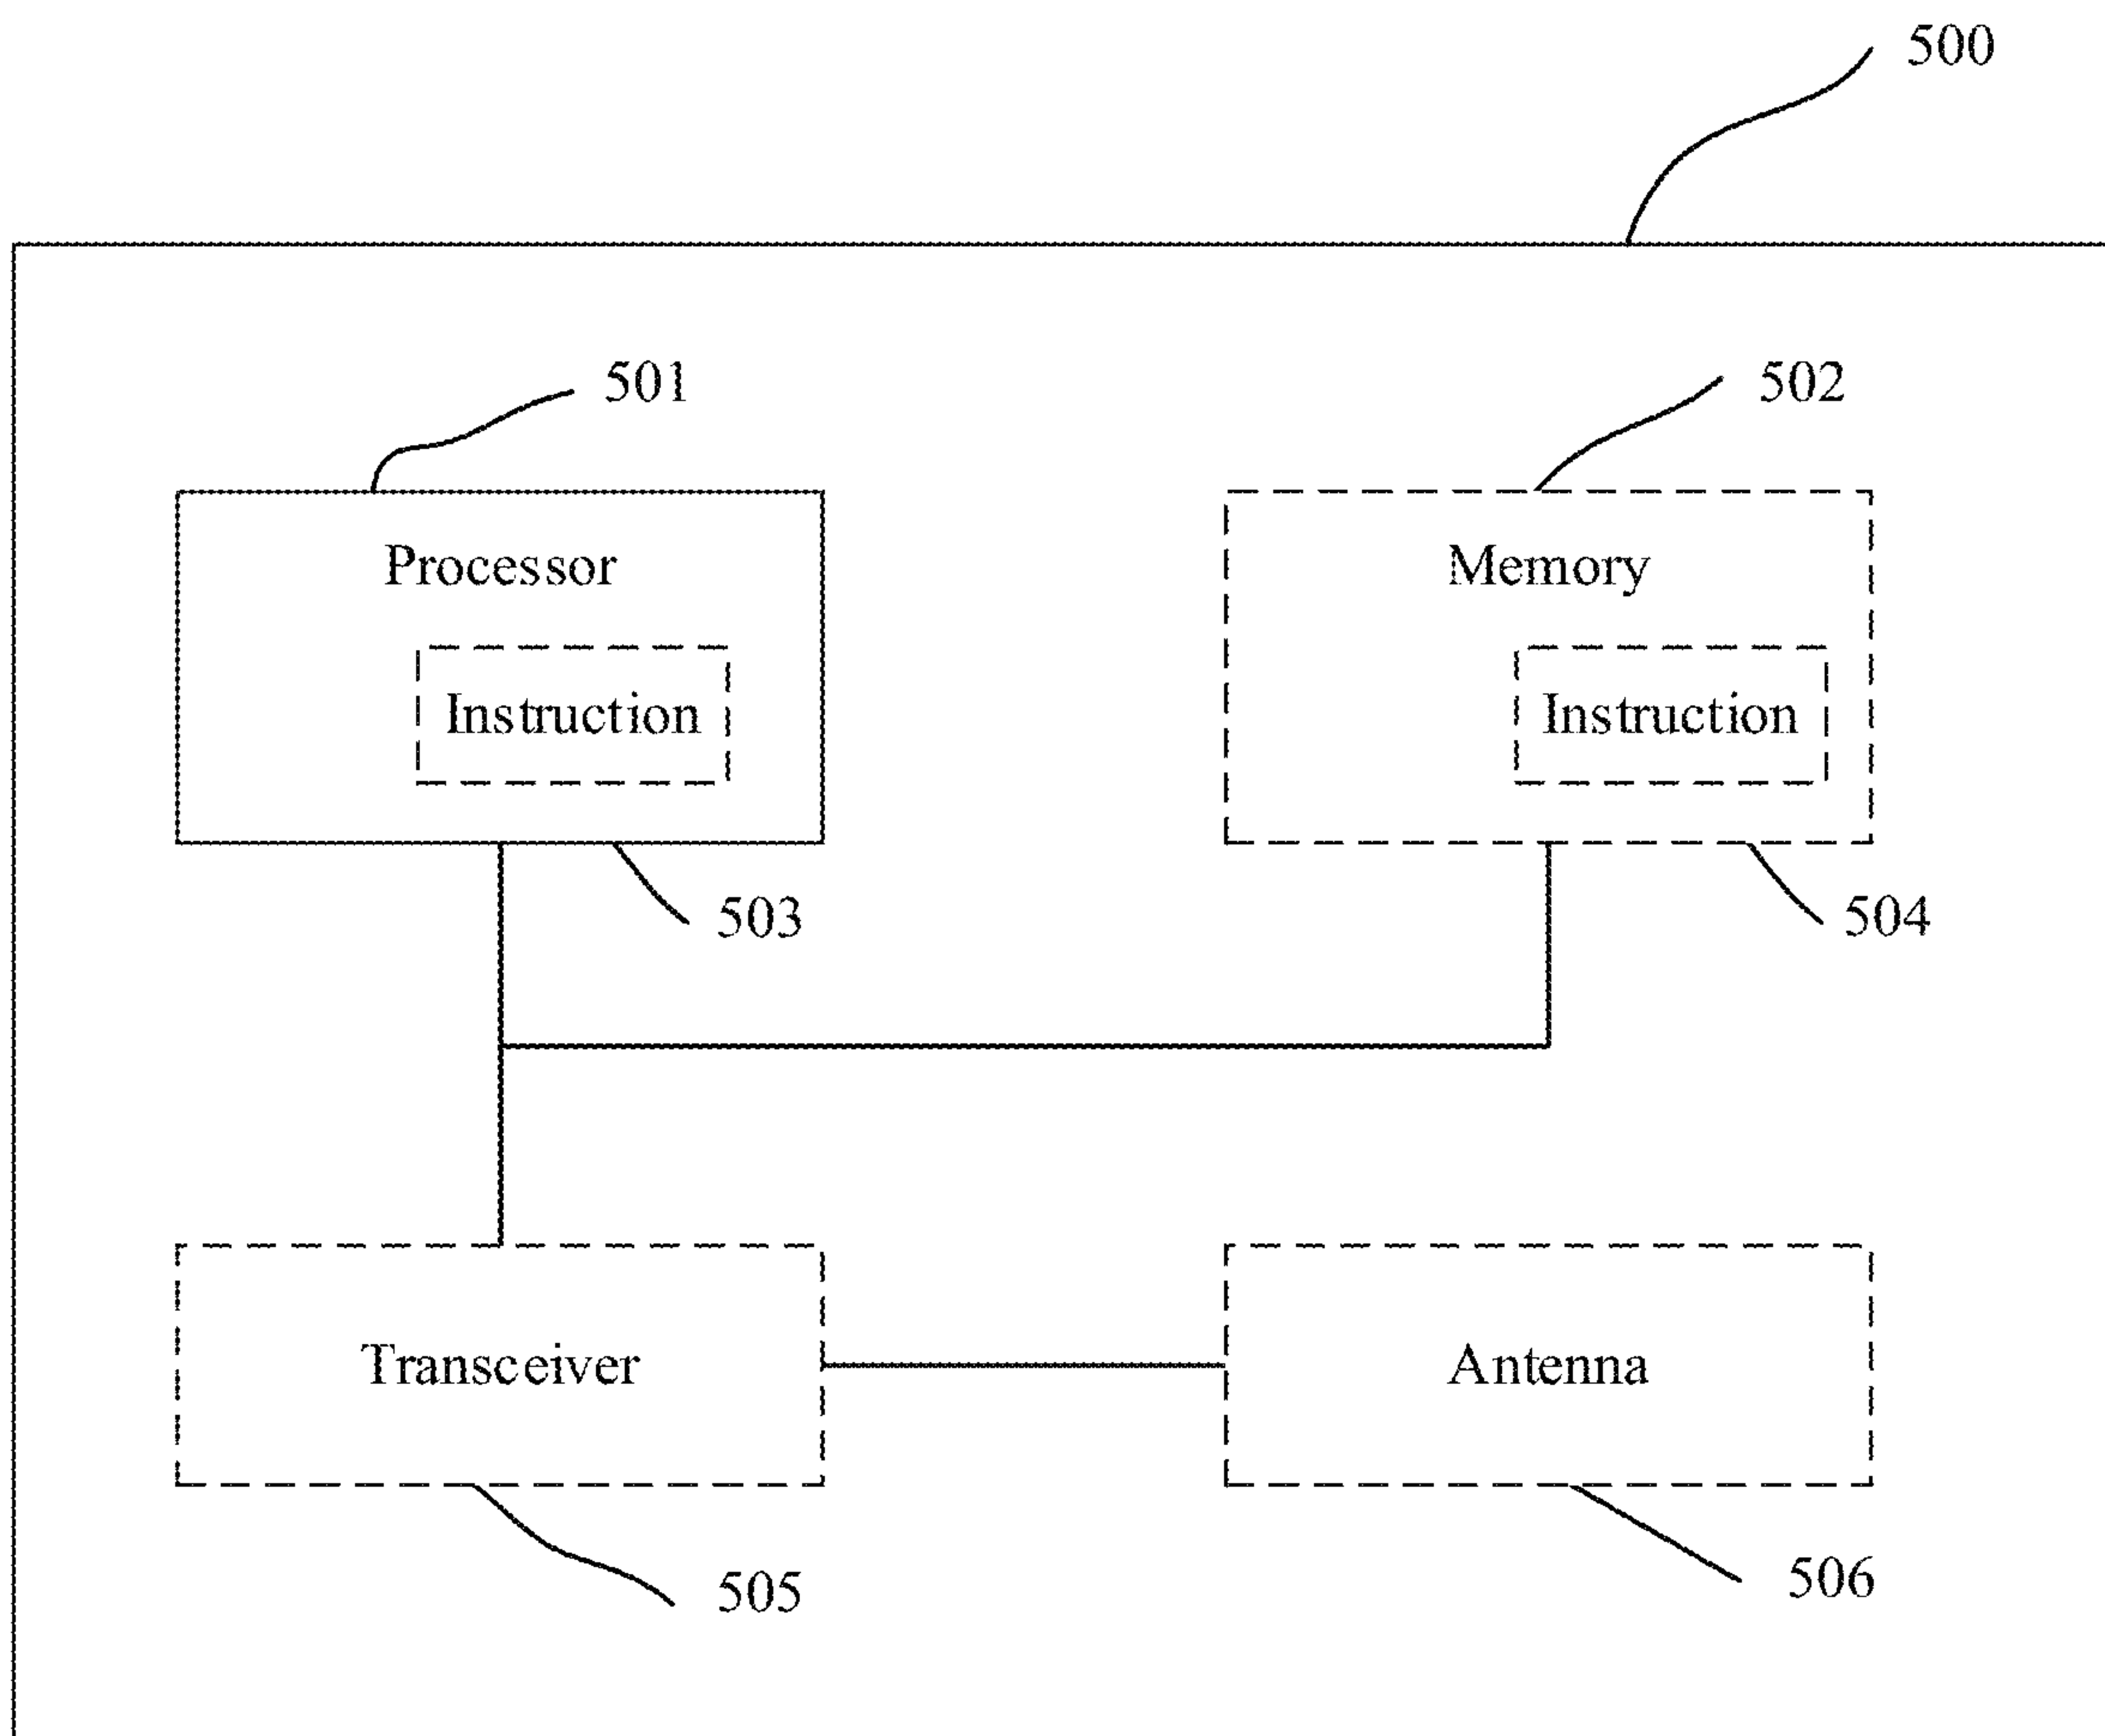 500
501
502
Processor
Memory
Instruction
Instruction
503
504
Transceiver
Antenna
505
506